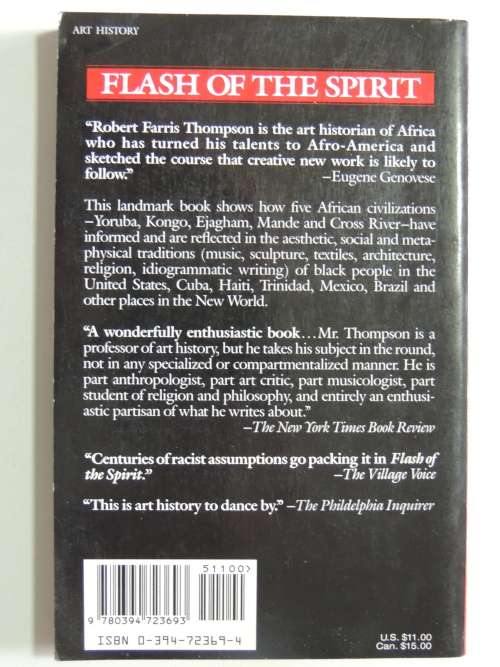 ART HISTORY
FLASH OF THE SPIRIT
“Robert Farris Thompson is the art historian of Africa
who has turned his talents to Afro-America and
sketched the course that creative new work is likely to
follow.”
—Eugene Genovese
This landmark book shows how five African civilizations
—Yoruba, Kongo, Ejagham, Mande and Cross River—have
informed and are reflected in the aesthetic, social and meta-
physical traditions (music, sculpture, textiles, architecture,
religion, idiogrammatic writing) of black people in the
United States, Cuba, Haiti, Trinidad, Mexico, Brazil and
other places in the New World.
“A wonderfully enthusiastic book...Mr. Thompson is a
professor of art history, but he takes his subject in the round,
not in any specialized or compartmentalized manner. He is
part anthropologist, part art critic, part musicologist, part
student of religion and philosophy, and entirely an enthusi-
astic partisan of what he writes about.”
—The New York Times Book Review
“Centuries of racist assumptions go packing it in Flash of
the Spirit.”
—The Village Voice
“This is art history to dance by.” —The Phildelphia Inquirer
51100>
9 780394 723693
ISBN 0-394-72369-4
U.S. $11.00
Can. $15.00